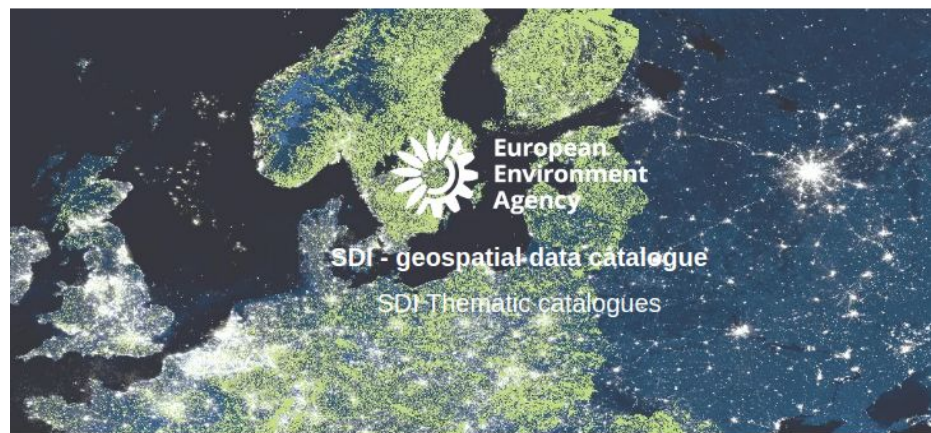 European
Environment
Agency
SDI - geospatial data catalogue
SDI Thematic catalogues